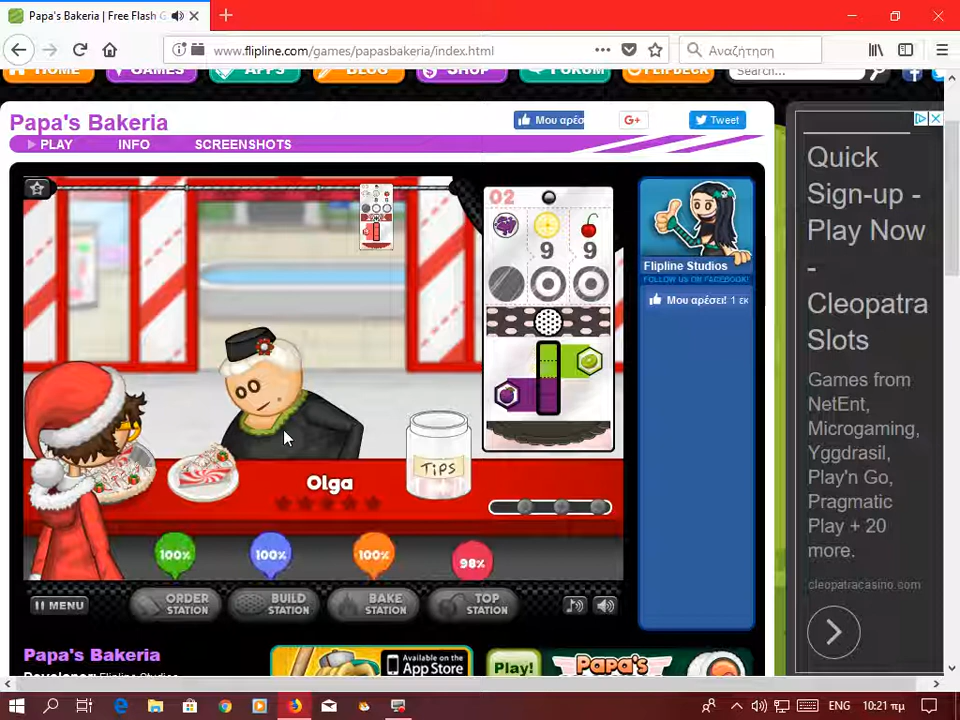 Papa's Bakeria | Free Flash G
www.flipline.com/games/papasbakeria/index.html
Αναζήτηση
HOME
GAMES
APPS
BLOG
SHOP
FORUM
FLIPDECK
Search...
Papa's Bakeria
Μου αρέσ
G+
Tweet
PLAY INFO SCREENSHOTS
02
9 9
Flipline Studios
FOLLOW US ON FACEBOOK!
Μου αρέσει! 1 εκ
TIPS
Olga
100% 100% 100% 98%
MENU
ORDER STATION
BUILD STATION
BAKE STATION
TOP STATION
Papa's Bakeria
Developer: Flipline Studios
Available on the
App Store
Play!
PAPA'S
Quick
Sign-up -
Play Now
-
Cleopatra
Slots
Games from
NetEnt,
Microgaming,
Yggdrasil,
Play'n Go,
Pragmatic
Play + 20
more.
cleopatracasino.com
ENG
10:21 πμ